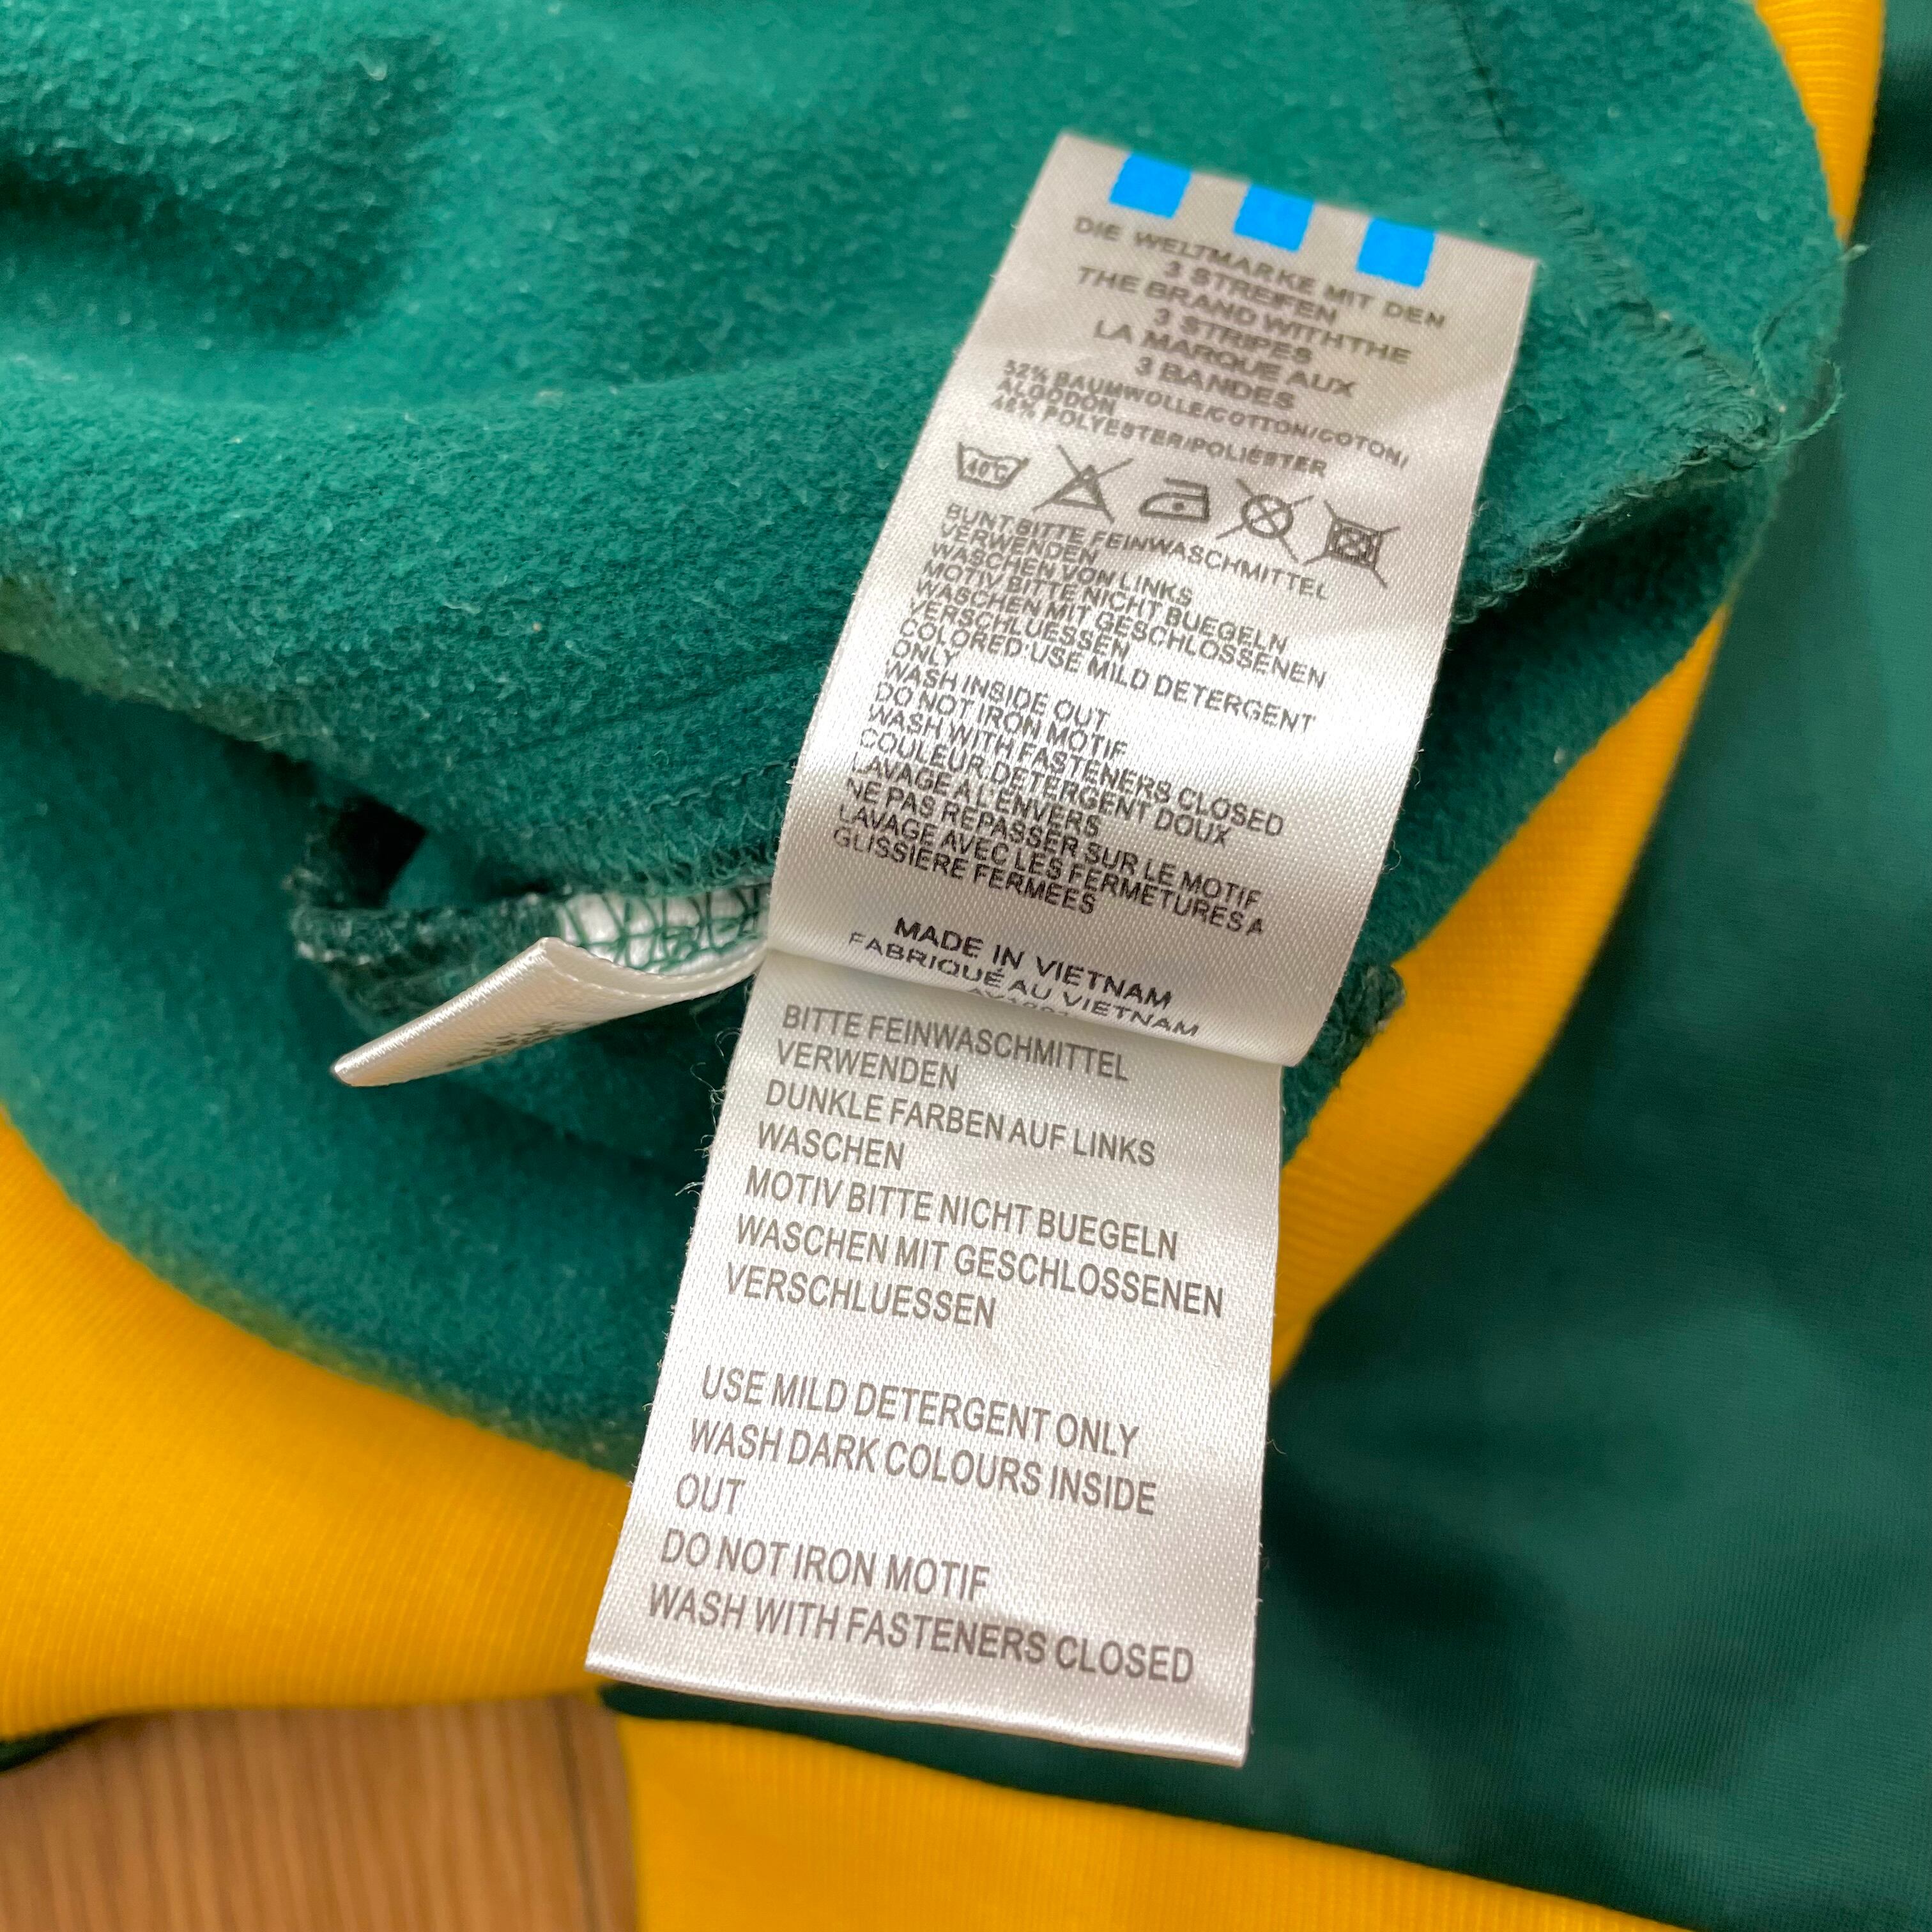 DIE WELTMARKE MIT DEN
3 STREIFEN
THE BRAND WITHTHE
3 STRIPES
LA MARQUE AUX
3 BANDES
52% BAUMWOLLE/COTTON/COTON/
ALGODON
48% POLYESTER/POLIÉSTER
40°C
BUNT:BITTE FEINWASCHMITTEL
VERWENDEN
WASCHEN VON LINKS
MOTIV BITTE NICHT BUEGELN
WASCHEN MIT GESCHLOSSENEN
VERSCHLUESSEN
COLORED:USE MILD DETERGENT
ONLY
WASH INSIDE OUT
DO NOT IRON MOTIF
WASH WITH FASTENERS CLOSED
COULEUR:DETERGENT DOUX
LAVAGE A L'ENVERS
NE PAS REPASSER SUR LE MOTIF
LAVAGE AVEC LES FERMETURES A
GLISSIERE FERMEES
MADE IN VIETNAM
FABRIQUÉ AU VIETNAM
BITTE FEINWASCHMITTEL
VERWENDEN
DUNKLE FARBEN AUF LINKS
WASCHEN
MOTIV BITTE NICHT BUEGELN
WASCHEN MIT GESCHLOSSENEN
VERSCHLUESSEN
USE MILD DETERGENT ONLY
WASH DARK COLOURS INSIDE
OUT
DO NOT IRON MOTIF
WASH WITH FASTENERS CLOSED